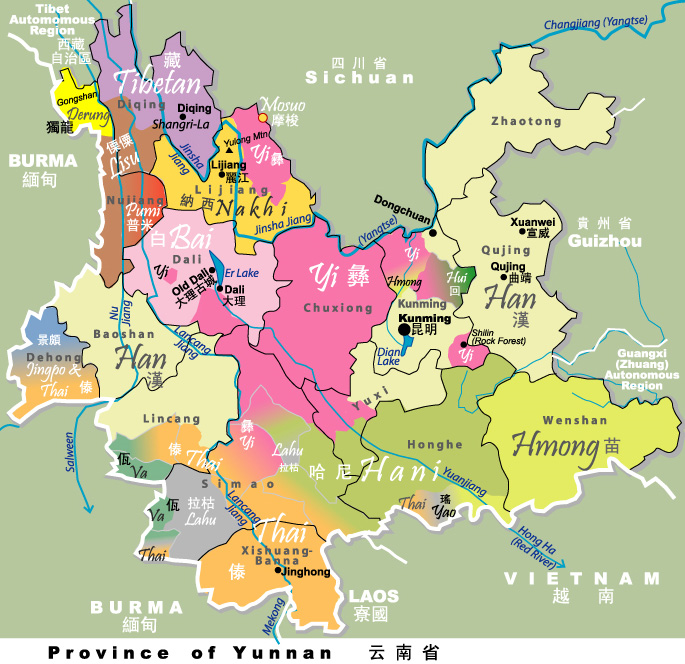 Tibet
Automomous
Region
西藏
自治區
Changjiang (Yangtse)
四川省
Sichuan
藏
Tibetan
Diqing
Diqing
Shangri-La
Gongshan
Derung
獨龍
Mosuo
摩梭
Zhaotong
BURMA
緬甸
傈僳
Lisu
Jinsha
Jiang
Yulong Mtn
Yi 彝
Lijiang
麗江
Lijiang
納西 Nakhi
Jinsha Jiang
(Yangtse)
Nujiang
Pumi
普米
白 Bai
Dali
Yi
Old Dali
大理古城
Er Lake
Dali
大理
Dongchuan
Xuanwei
宣威
貴州省
Guizhou
Qujing
Qujing
曲靖
Han
漢
Yi 彝
Chuxiong
Yi
Hmong
Hui
回
Kunming
Kunming
昆明
Dian
Lake
Shilin
(Rock Forest)
Yi
Guangxi
(Zhuang)
Autonomous
Region
Nu
Jiang
Baoshan
Han
漢
Lancang
Jiang
景頗
Dehong
Jingpo &
Thai 傣
Salween
Lincang
傣
Thai
佤
Va
彝
Yi
Lahu
拉祜
Yuxi
Honghe
哈尼 Hani
Yuanjiang
Wenshan
Hmong 苗
佤
Va
拉祜
Lahu
Simao
Lancang
Jiang
Thai
Thai
瑤
Yao
Thai
Xishuang-
Banna
傣
Jinghong
Hong Ha
(Red River)
VIETNAM
越南
LAOS
寮國
BURMA
緬甸
Mekong
Province of Yunnan 云南省